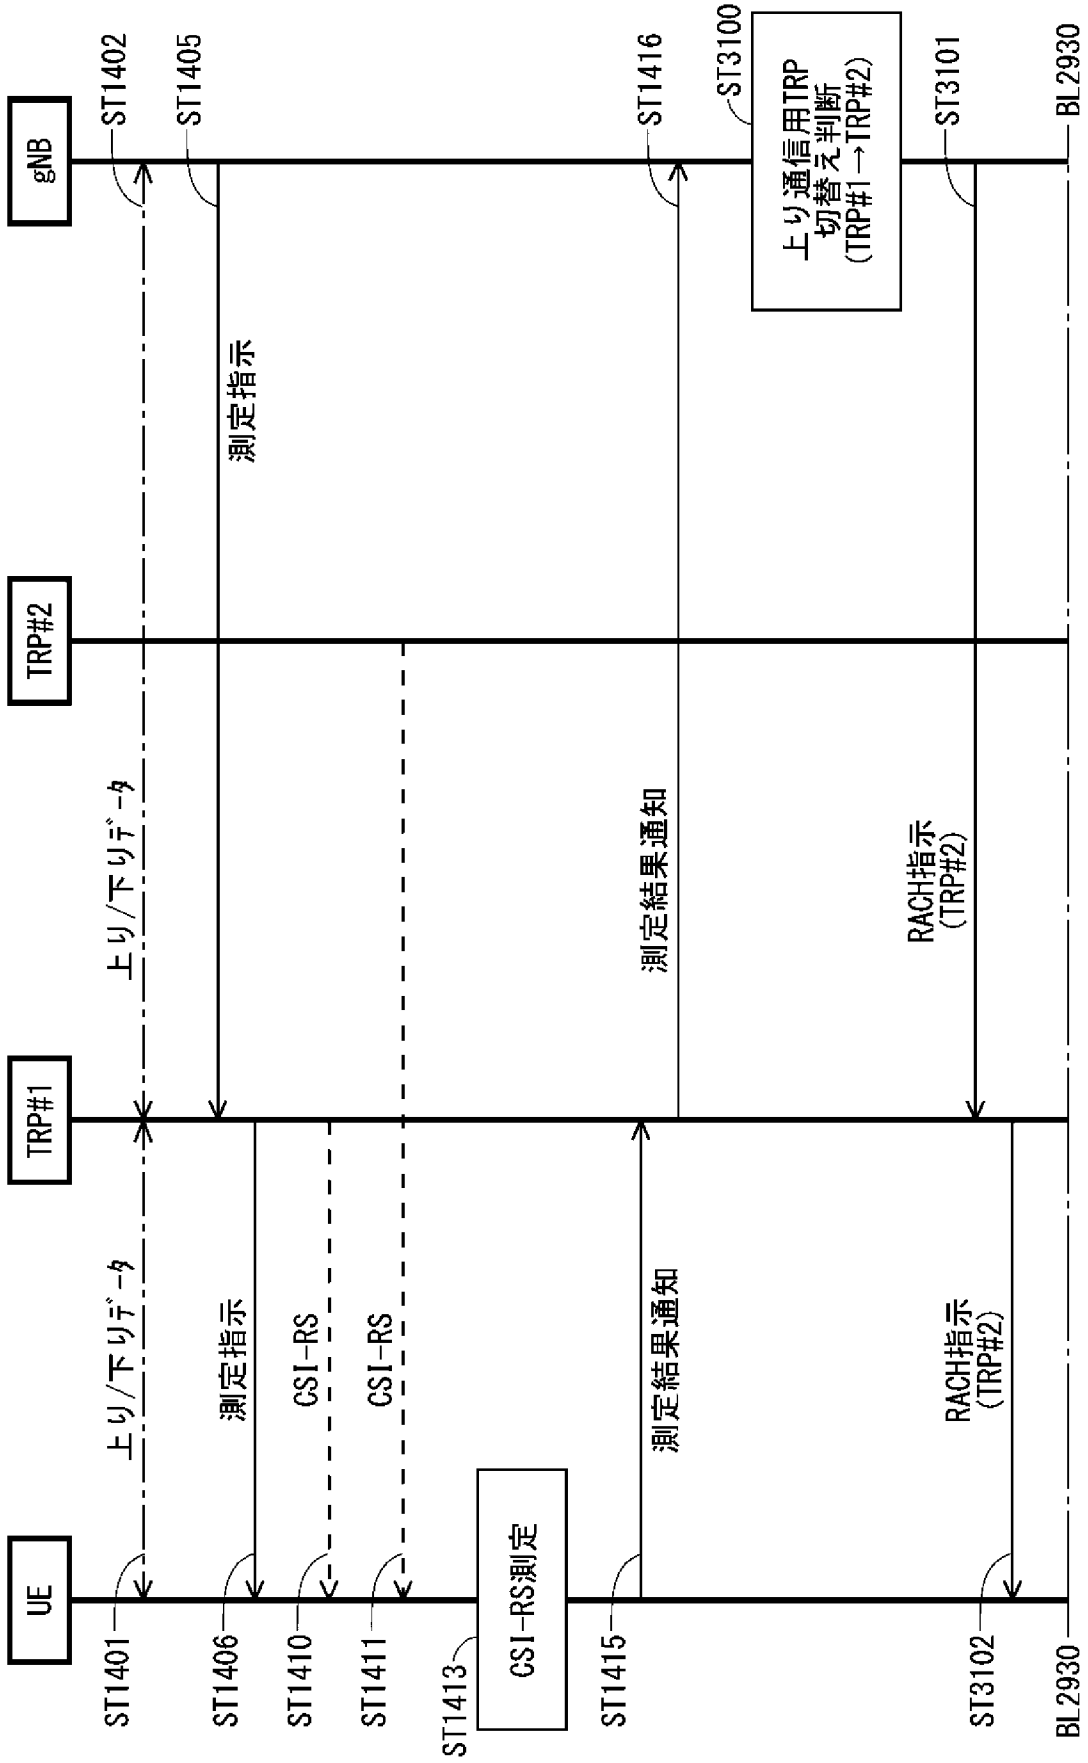 UE
TRP#1
TRP#2
gNB
ST1401
上り/下りデータ
上り/下りデータ
ST1402
測定指示
ST1405
ST1406
測定指示
ST1410
CSI-RS
ST1411
CSI-RS
ST1413
CSI-RS測定
ST1415
測定結果通知
測定結果通知
ST1416
ST3100
上り通信用TRP
切替え判断
(TRP#1→TRP#2)
RACH指示
(TRP#2)
ST3101
ST3102
RACH指示
(TRP#2)
BL2930
BL2930